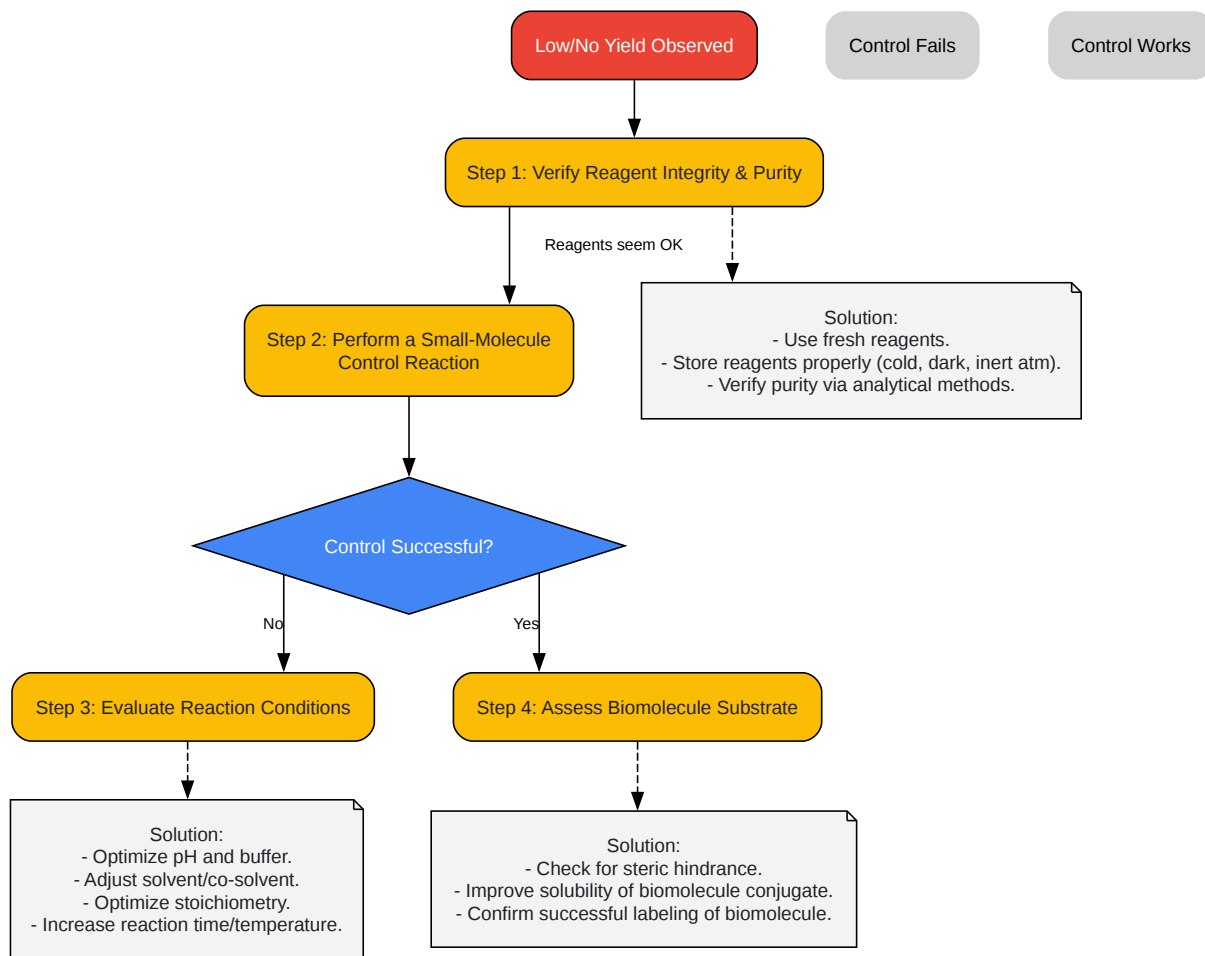 Low/No Yield Observed
Control Fails
Control Works
Step 1: Verify Reagent Integrity & Purity
Reagents seem OK
Solution:
- Use fresh reagents.
- Store reagents properly (cold, dark, inert atm).
- Verify purity via analytical methods.
Step 2: Perform a Small-Molecule
Control Reaction
Control Successful?
No
Yes
Step 3: Evaluate Reaction Conditions
Step 4: Assess Biomolecule Substrate
Solution:
- Optimize pH and buffer.
- Adjust solvent/co-solvent.
- Optimize stoichiometry.
- Increase reaction time/temperature.
Solution:
- Check for steric hindrance.
- Improve solubility of biomolecule conjugate.
- Confirm successful labeling of biomolecule.